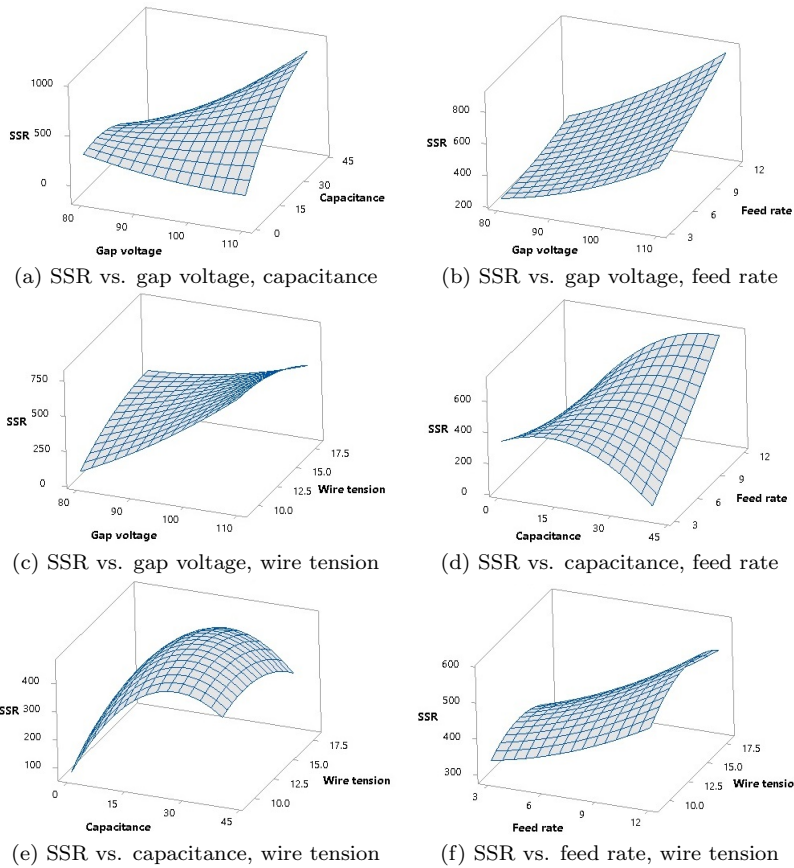 1000
500
0
SSR
80
90
100
110
Gap voltage
0
15
30
45
Capacitance
(a) SSR vs. gap voltage, capacitance
800
600
400
200
SSR
80
90
100
110
Gap voltage
3
6
9
12
Feed rate
(b) SSR vs. gap voltage, feed rate
750
500
250
0
SSR
80
90
100
110
Gap voltage
10.0
12.5
15.0
17.5
Wire tension
(c) SSR vs. gap voltage, wire tension
600
400
200
0
SSR
0
15
30
45
Capacitance
3
6
9
12
Feed rate
(d) SSR vs. capacitance, feed rate
400
300
200
100
SSR
0
15
30
45
Capacitance
10.0
12.5
15.0
17.5
Wire tension
(e) SSR vs. capacitance, wire tension
600
500
400
300
SSR
3
6
9
12
Feed rate
10.0
12.5
15.0
17.5
Wire tensio
(f) SSR vs. feed rate, wire tension